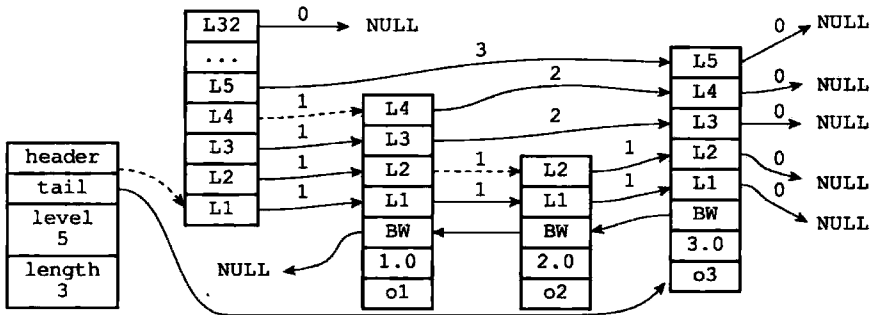 header
tail
level
5
length
3
L32
...
L5
L4
L3
L2
L1
0
NULL
3
1
1
1
1
L4
L3
L2
L1
BW
1.0
o1
NULL
2
2
1
1
L2
L1
BW
2.0
o2
1
1
L5
L4
L3
L2
L1
BW
3.0
o3
0
NULL
0
NULL
0
NULL
0
NULL
0
NULL